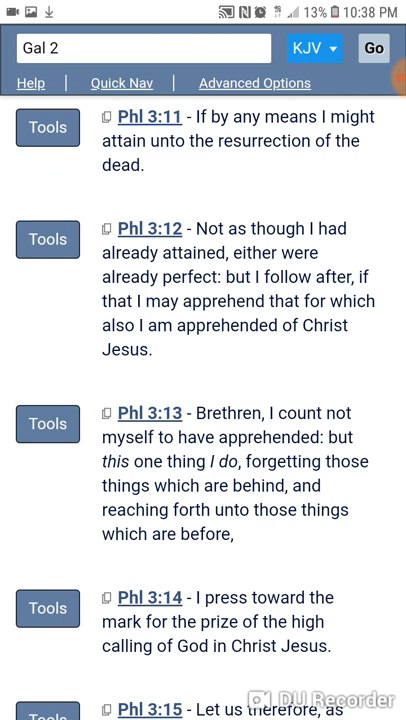 13% 10:38 PM
Gal 2 KJV Go
Help | Quick Nav | Advanced Options
Tools Phl 3:11 - If by any means I might
attain unto the resurrection of the
dead.
Tools Phl 3:12 - Not as though I had
already attained, either were
already perfect: but I follow after, if
that I may apprehend that for which
also I am apprehended of Christ
Jesus.
Tools Phl 3:13 - Brethren, I count not
myself to have apprehended: but
this one thing I do, forgetting those
things which are behind, and
reaching forth unto those things
which are before,
Tools Phl 3:14 - I press toward the
mark for the prize of the high
calling of God in Christ Jesus.
Tools Phl 3:15 - Let us therefore, as
DU Recorder